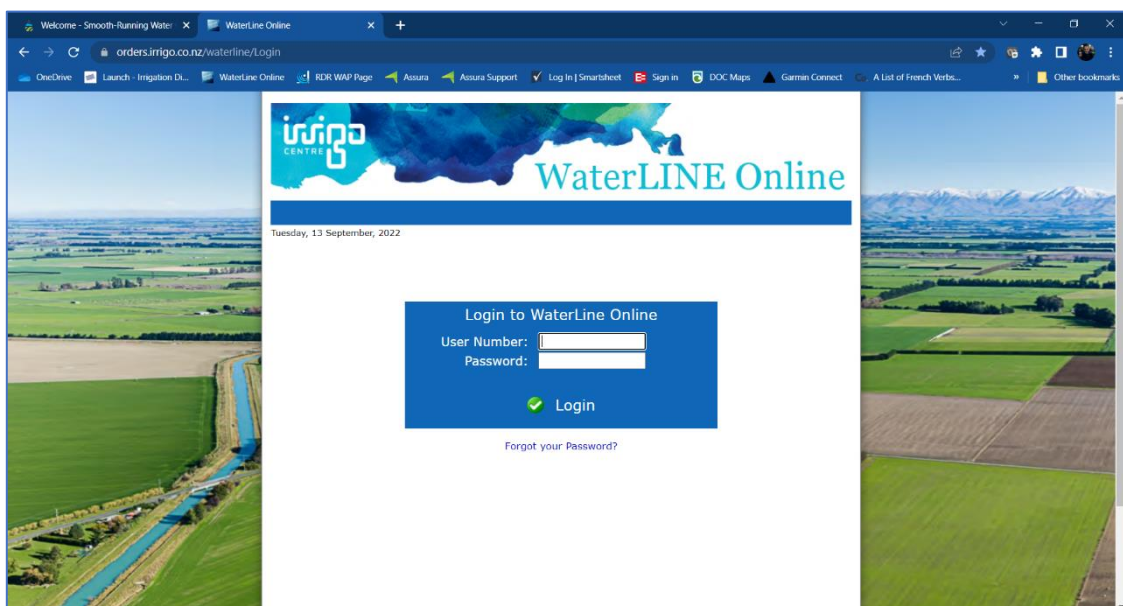 Welcome - Smooth-Running Water
WaterLine Online
orders.irrigo.co.nz/waterline/Login
OneDrive
Launch - Irrigation Di...
WaterLine Online
RDR WAP Page
Assura
Assura Support
Log In | Smartsheet
Sign in
DOC Maps
Garmin Connect
A List of French Verbs...
»
Other bookmarks
irrigo
CENTRE
WaterLINE Online
Tuesday, 13 September, 2022
Login to WaterLine Online
User Number:
Password:
Login
Forgot your Password?